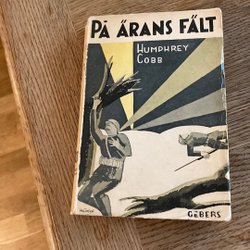 PÅ ÄRANS FÄLT
HUMPHREY
COBB
GEBERS